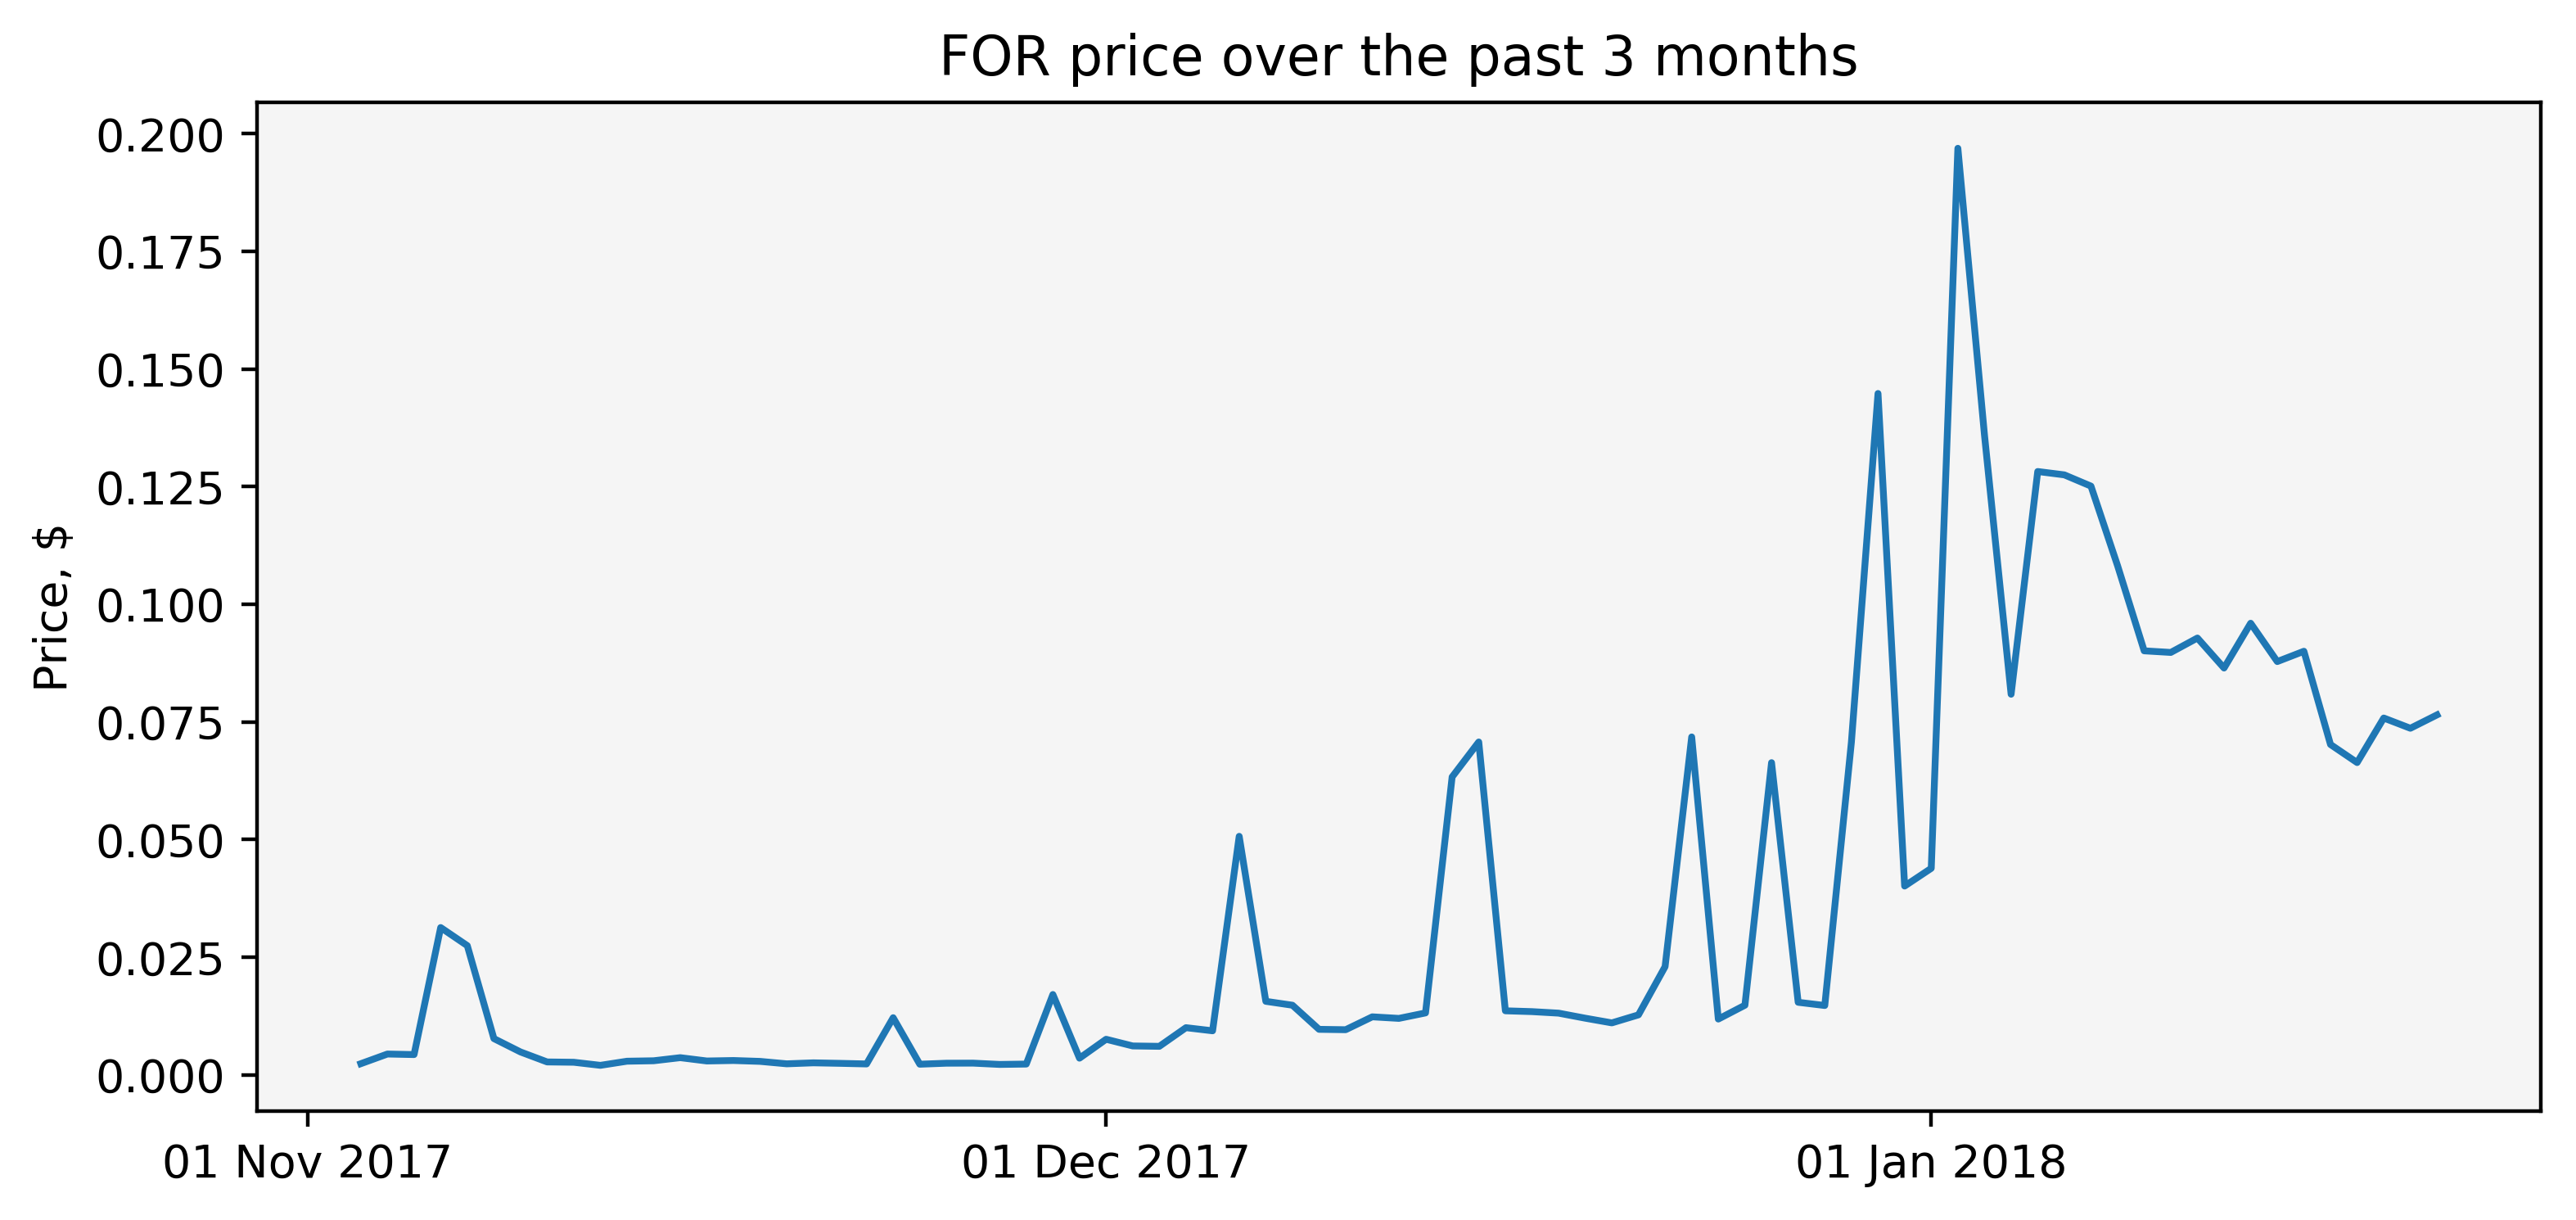 FOR price over the past 3 months
Price, $
0.200
0.175
0.150
0.125
0.100
0.075
0.050
0.025
0.000
01 Nov 2017
01 Dec 2017
01 Jan 2018